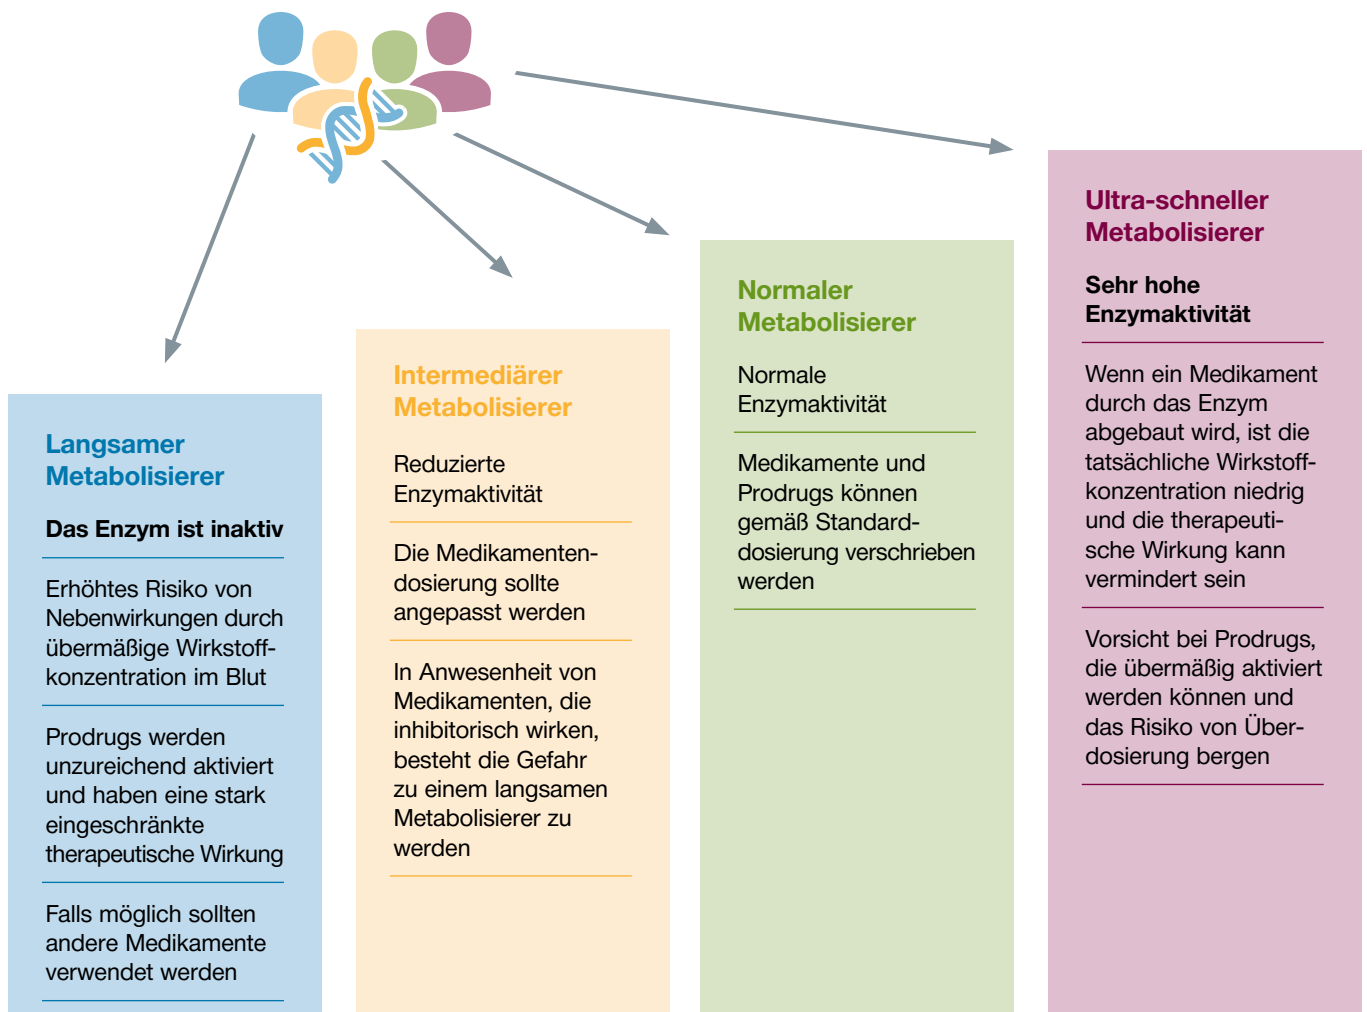 Langsamer
Metabolisierer
Das Enzym ist inaktiv
Erhöhtes Risiko von
Nebenwirkungen durch
übermäßige Wirkstoff-
konzentration im Blut
Prodrugs werden
unzureichend aktiviert
und haben eine stark
eingeschränkte
therapeutische Wirkung
Falls möglich sollten
andere Medikamente
verwendet werden
Intermediärer
Metabolisierer
Reduzierte
Enzymaktivität
Die Medikamenten-
dosierung sollte
angepasst werden
In Anwesenheit von
Medikamenten, die
inhibitorisch wirken,
besteht die Gefahr
zu einem langsamen
Metabolisierer zu
werden
Normaler
Metabolisierer
Normale
Enzymaktivität
Medikamente und
Prodrugs können
gemäß Standard-
dosierung verschrieben
werden
Ultra-schneller
Metabolisierer
Sehr hohe
Enzymaktivität
Wenn ein Medikament
durch das Enzym
abgebaut wird, ist die
tatsächliche Wirkstoff-
konzentration niedrig
und die therapeuti-
sche Wirkung kann
vermindert sein
Vorsicht bei Prodrugs,
die übermäßig aktiviert
werden können und
das Risiko von Über-
dosierung bergen